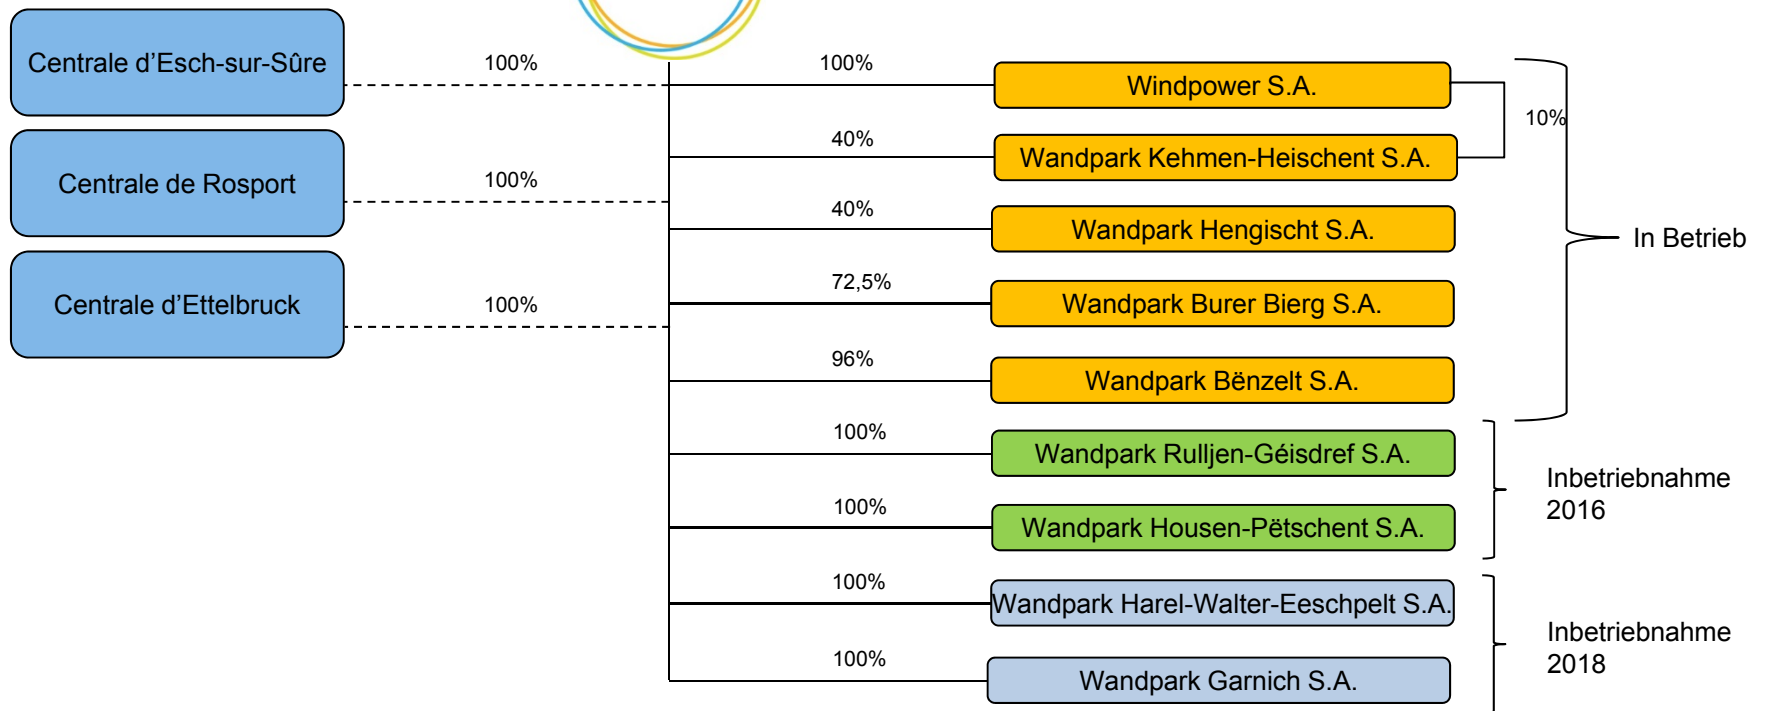 Centrale d’Esch-sur-Sûre
100%
Centrale de Rosport
100%
Centrale d’Ettelbruck
100%
100%
Windpower S.A.
10%
40%
Wandpark Kehmen-Heischent S.A.
40%
Wandpark Hengischt S.A.
72,5%
Wandpark Burer Bierg S.A.
96%
Wandpark Bënzelt S.A.
In Betrieb
100%
Wandpark Rulljen-Géisdref S.A.
100%
Wandpark Housen-Pëtschent S.A.
Inbetriebnahme
2016
100%
Wandpark Harel-Walter-Eeschpelt S.A.
100%
Wandpark Garnich S.A.
Inbetriebnahme
2018